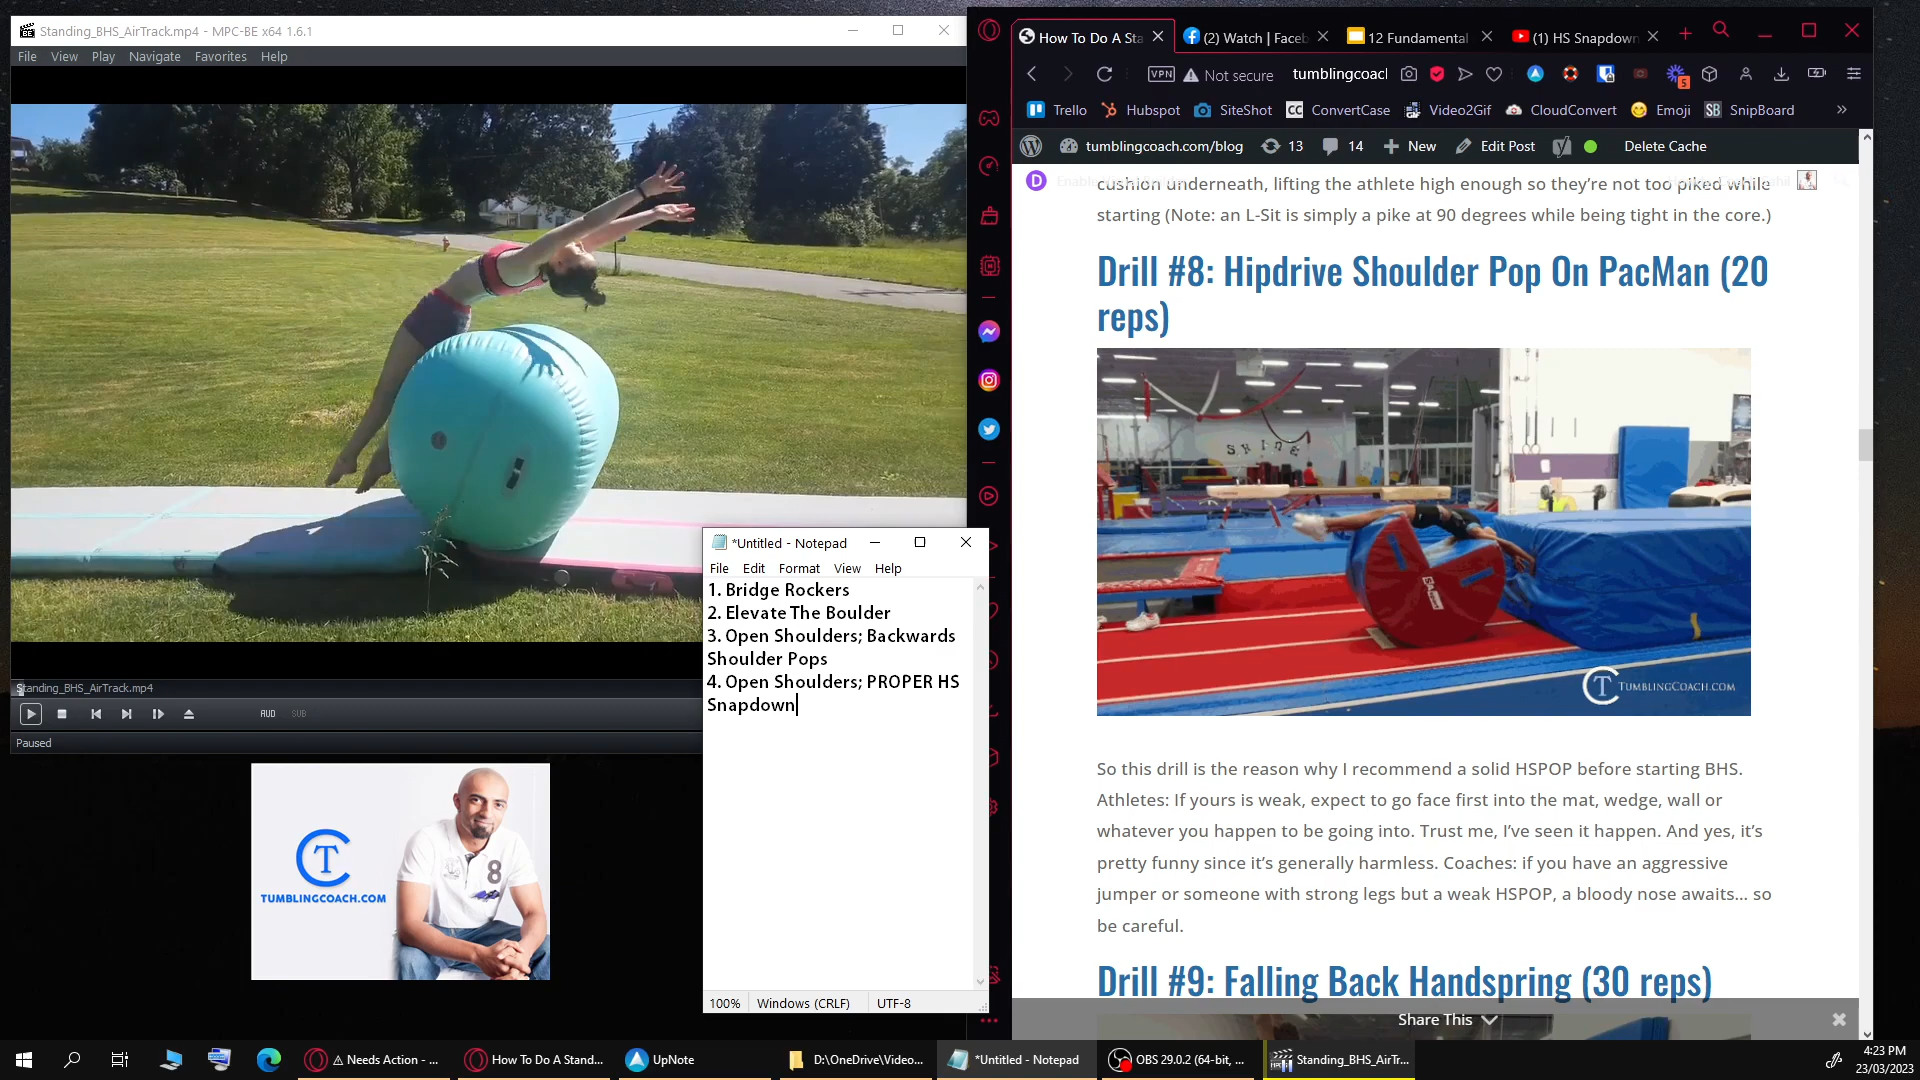 Standing_BHS_AirTrack.mp4 - MPC-BE x64 1.6.1
File View Play Navigate Favorites Help
Standing_BHS_AirTrack.mp4
AUD SUB
Paused
CT
TUMBLINGCOACH.COM
8
*Untitled - Notepad
File Edit Format View Help
1. Bridge Rockers
2. Elevate The Boulder
3. Open Shoulders; Backwards
Shoulder Pops
4. Open Shoulders; PROPER HS
Snapdown
100% Windows (CRLF) UTF-8
How To Do A Sta
(2) Watch | Faceb
12 Fundamental
(1) HS Snapdown
VPN Not secure tumblingcoach
5
Trello Hubspot SiteShot CC ConvertCase Video2Gif CloudConvert Emoji SB SnipBoard
tumblingcoach.com/blog 13 14 New Edit Post Delete Cache
cushion underneath, lifting the athlete high enough so they're not too piked while
starting (Note: an L-Sit is simply a pike at 90 degrees while being tight in the core.)
Drill #8: Hipdrive Shoulder Pop On PacMan (20
reps)
SHINE
CT TUMBLINGCOACH.COM
So this drill is the reason why I recommend a solid HSPOP before starting BHS.
Athletes: If yours is weak, expect to go face first into the mat, wedge, wall or
whatever you happen to be going into. Trust me, I've seen it happen. And yes, it's
pretty funny since it's generally harmless. Coaches: if you have an aggressive
jumper or someone with strong legs but a weak HSPOP, a bloody nose awaits... so
be careful.
Drill #9: Falling Back Handspring (30 reps)
Share This
⚠ Needs Action - ...
How To Do A Stand...
UpNote
D:\OneDrive\Video...
*Untitled - Notepad
OBS 29.0.2 (64-bit, ...
Standing_BHS_AirTr...
4:23 PM
23/03/2023